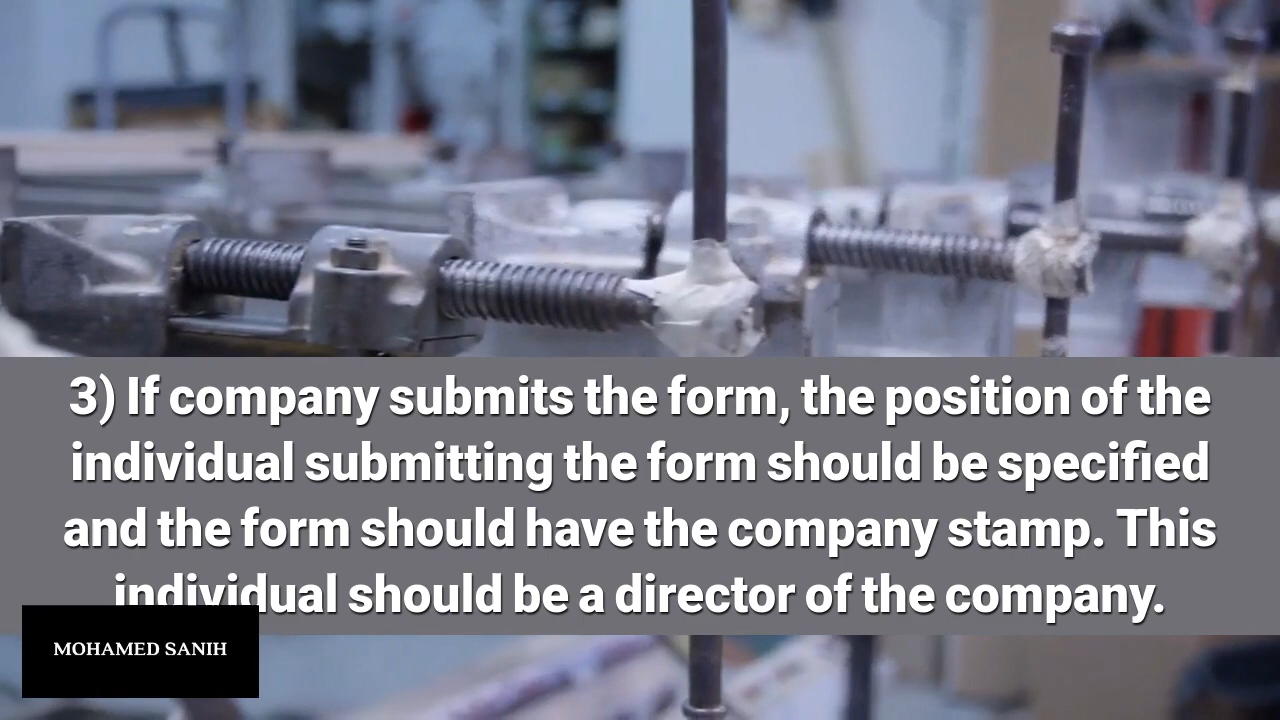 3) If company submits the form, the position of the
individual submitting the form should be specified
and the form should have the company stamp. This
individual should be a director of the company.
MOHAMED SANIH